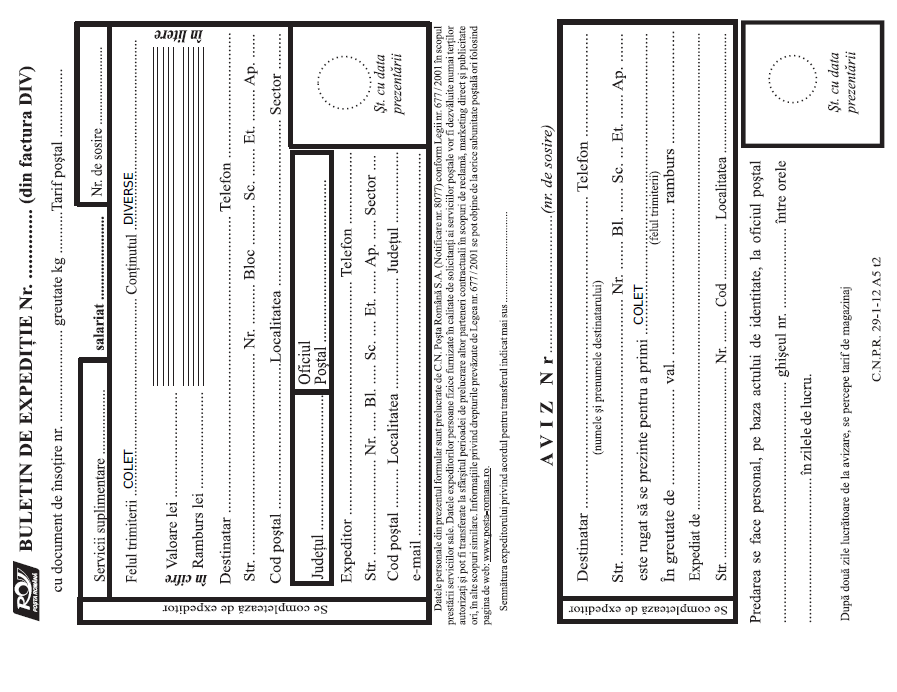 POȘTA ROMÂNĂ
BULETIN DE EXPEDIȚIE Nr. ............ (din factura DIV)
cu document de însoțire nr. ........................ greutate kg ........Tarif poștal .................
Servicii suplimentare ....................
salariat ..............
Nr. de sosire ....................
Felul trimiterii ....COLET.................................Conținutul ..DIVERSE...........................
în cifre
Valoare lei ..................
Ramburs lei ..................
în litere
Destinatar ...................................................................Telefon ............................
Str. .................................................... Nr. ............ Bloc ............ Sc. ......... Et. ......... Ap. .......
Cod poștal ....................................... Localitatea .................................... Sector ..........
Județul ..................
Oficiul
Poștal ..........................................
Șt. cu data
prezentării
Expeditor .................................................... Telefon ........................
Str. ......................... Nr. ....... Bl. ....... Sc. ..... Et. ...... Ap. ...... Sector .....
Cod poștal ............ Localitatea ......................... Județul ......................
e-mail ..........................................................................
Datele personale din prezentul formular sunt prelucrate de C.N. Poșta Română S.A. (Notificare nr. 8077) conform Legii nr. 677 / 2001 în scopul
prestării serviciilor sale. Datele expeditorilor persoane fizice furnizate în calitate de solicitanți ai serviciilor poștale vor fi dezvăluite numai terților
autorizați și pot fi transferate la sfârșitul perioadei de prelucrare altor parteneri contractuali în scopuri de reclamă, marketing direct și publicitate
ori, în alte scopuri similare. Informațiile privind drepturile prevăzute de Legea nr. 677 / 2001 se pot obține de la orice subunitate poștală ori folosind
pagina de web: www.posta-romana.ro.
Semnătura expeditorului privind acordul pentru transferul indicat mai sus..............................
Se completează de expeditor
AVIZ Nr ........................(nr. de sosire)
Destinatar ...................................................................Telefon ............................
(numele și prenumele destinatarului)
Str. ............................................................ Nr. ........ Bl. ........ Sc. ... Et. ...... Ap. ......
este rugat să se prezinte pentru a primi ..COLET..................................................
(felul trimiterii)
În greutate de .................... val. ................................... ramburs ..................
Expediat de ..........................................................................................
Str. ............................................ Nr. ......... Cod ................ Localitatea ...............
Se completează de expeditor
Predarea se face personal, pe baza actului de identitate, la oficiul poștal
.....................................................ghișeul nr. ....................... între orele
................................în zilele de lucru.
Șt. cu data
prezentării
După două zile lucrătoare de la avizare, se percepe tarif de magazinaj
C.N.P.R. 29-1-12 A5 t2